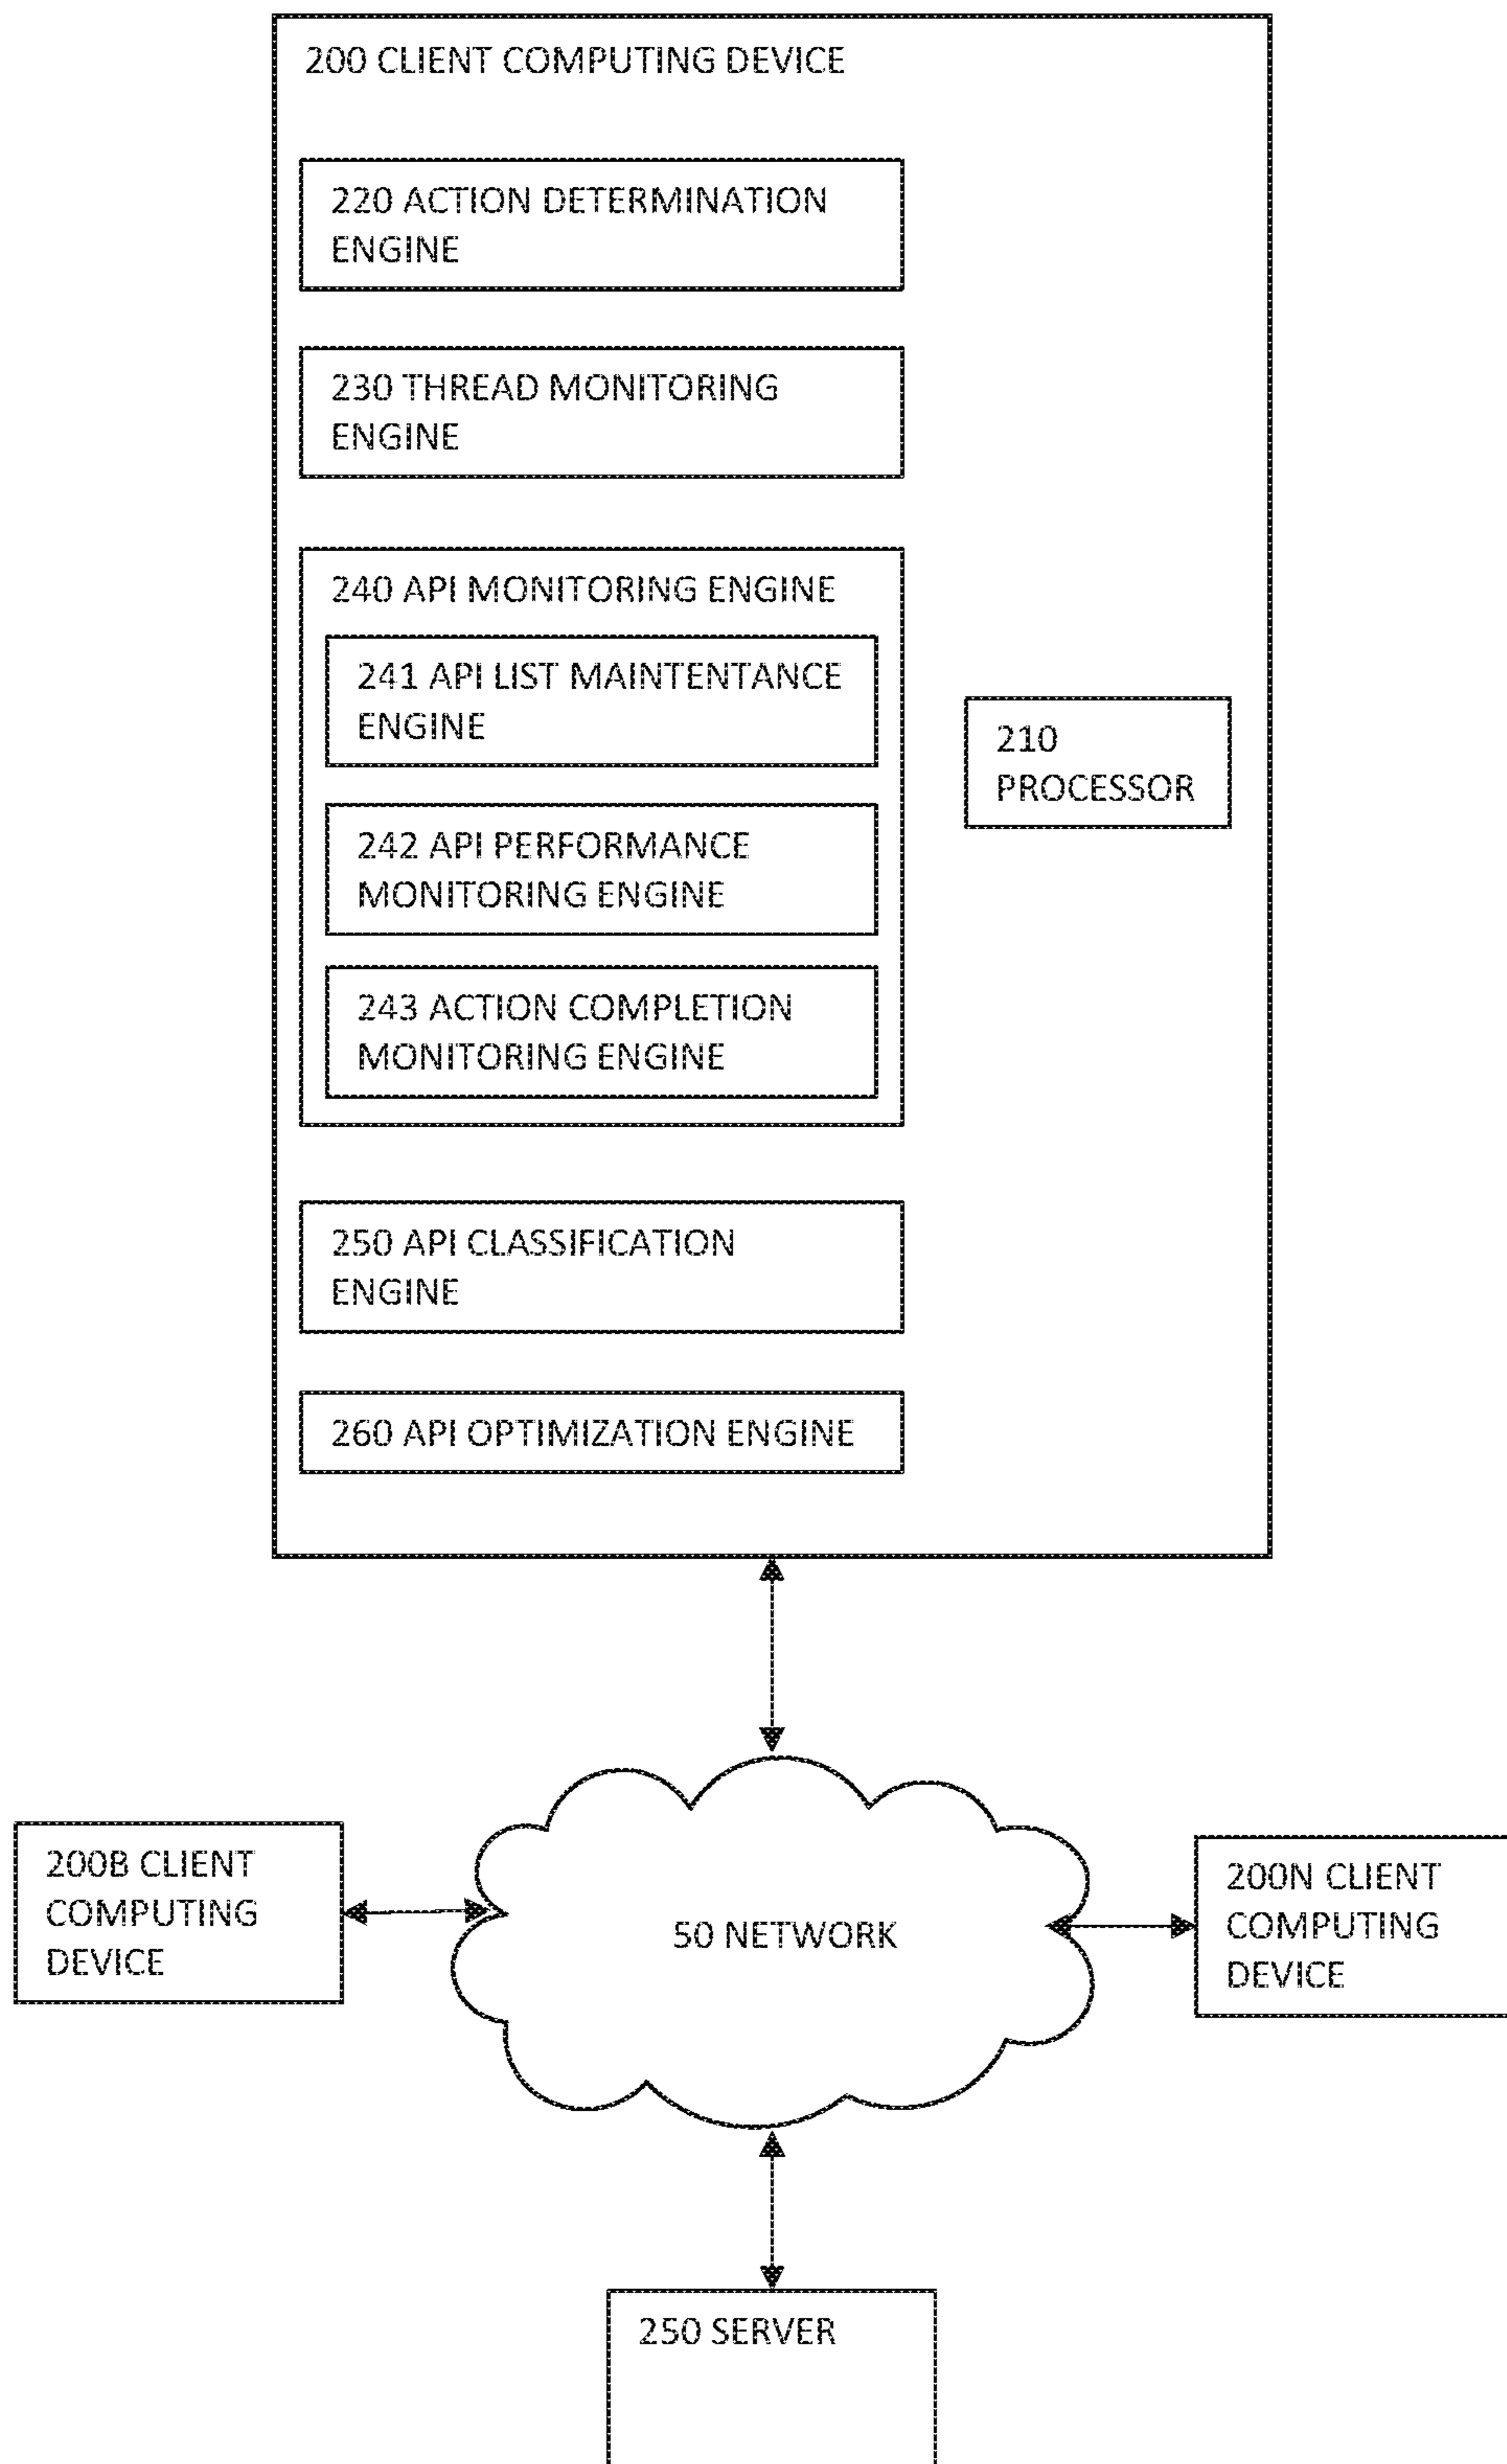 200 CLIENT COMPUTING DEVICE
220 ACTION DETERMINATION
ENGINE
230 THREAD MONITORING
ENGINE
240 API MONITORING ENGINE
241 API LIST MAINTENTANCE
ENGINE
242 API PERFORMANCE
MONITORING ENGINE
243 ACTION COMPLETION
MONITORING ENGINE
210
PROCESSOR
250 API CLASSIFICATION
ENGINE
260 API OPTIMIZATION ENGINE
200B CLIENT
COMPUTING
DEVICE
50 NETWORK
200N CLIENT
COMPUTING
DEVICE
250 SERVER